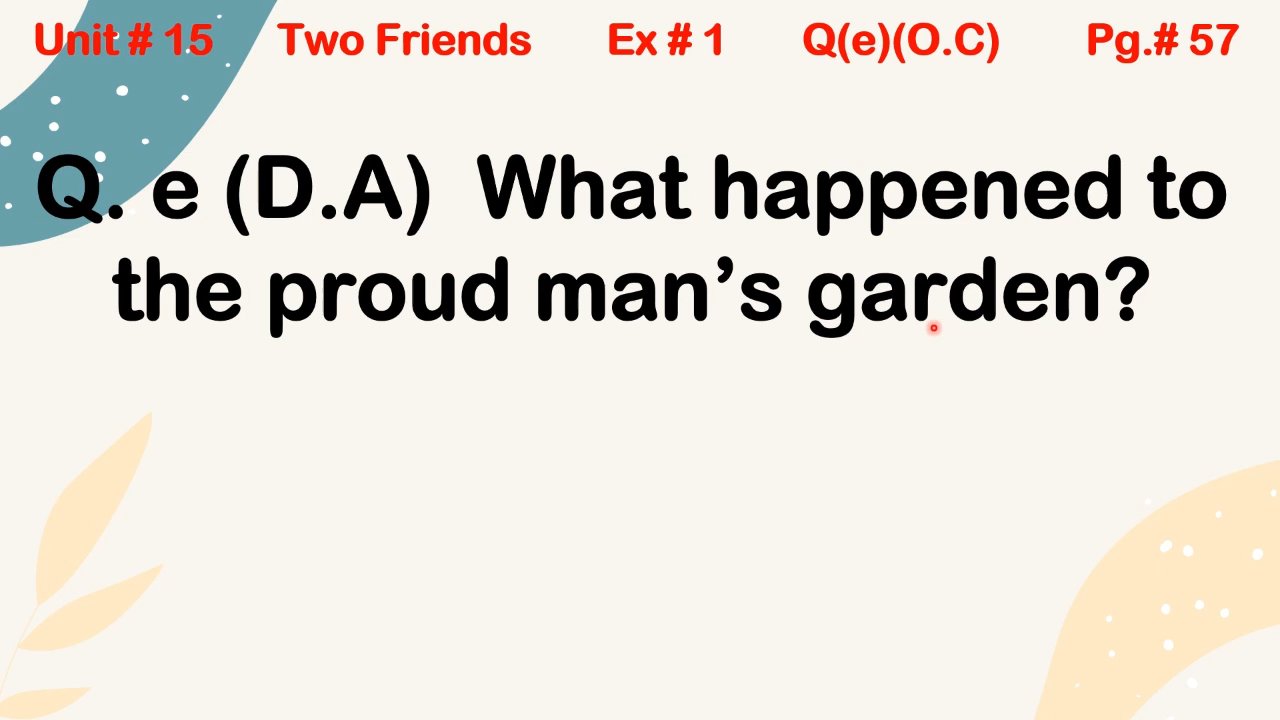 Unit # 15 Two Friends Ex # 1 Q(e)(O.C) Pg.# 57
Q. e (D.A) What happened to
the proud man’s garden?